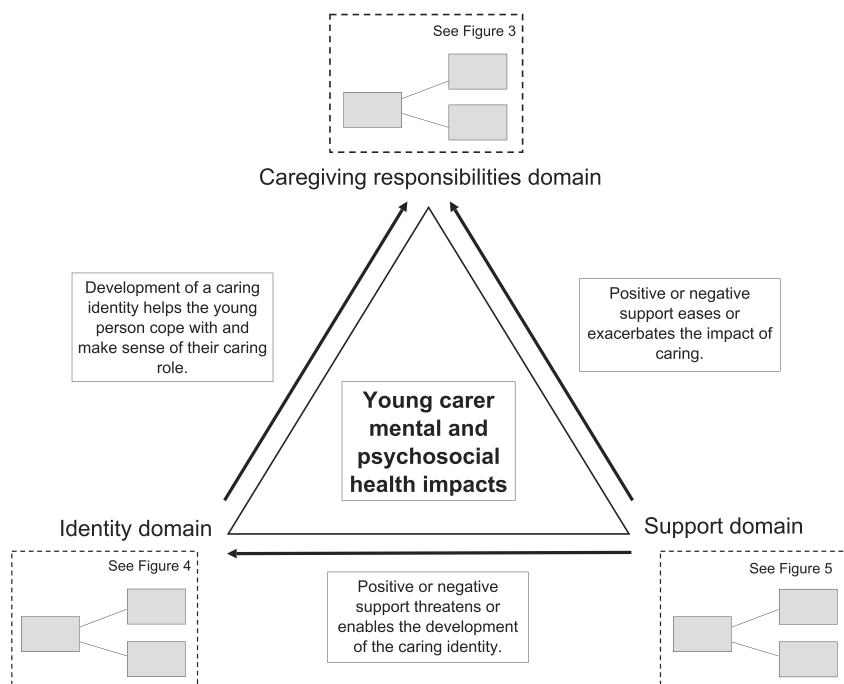 See Figure 3
Caregiving responsibilities domain
Development of a caring
identity helps the young
person cope with and
make sense of their caring
role.
Positive or negative
support eases or
exacerbates the impact of
caring.
Young carer
mental and
psychosocial
health impacts
Identity domain
Support domain
See Figure 4
See Figure 5
Positive or negative
support threatens or
enables the development
of the caring identity.